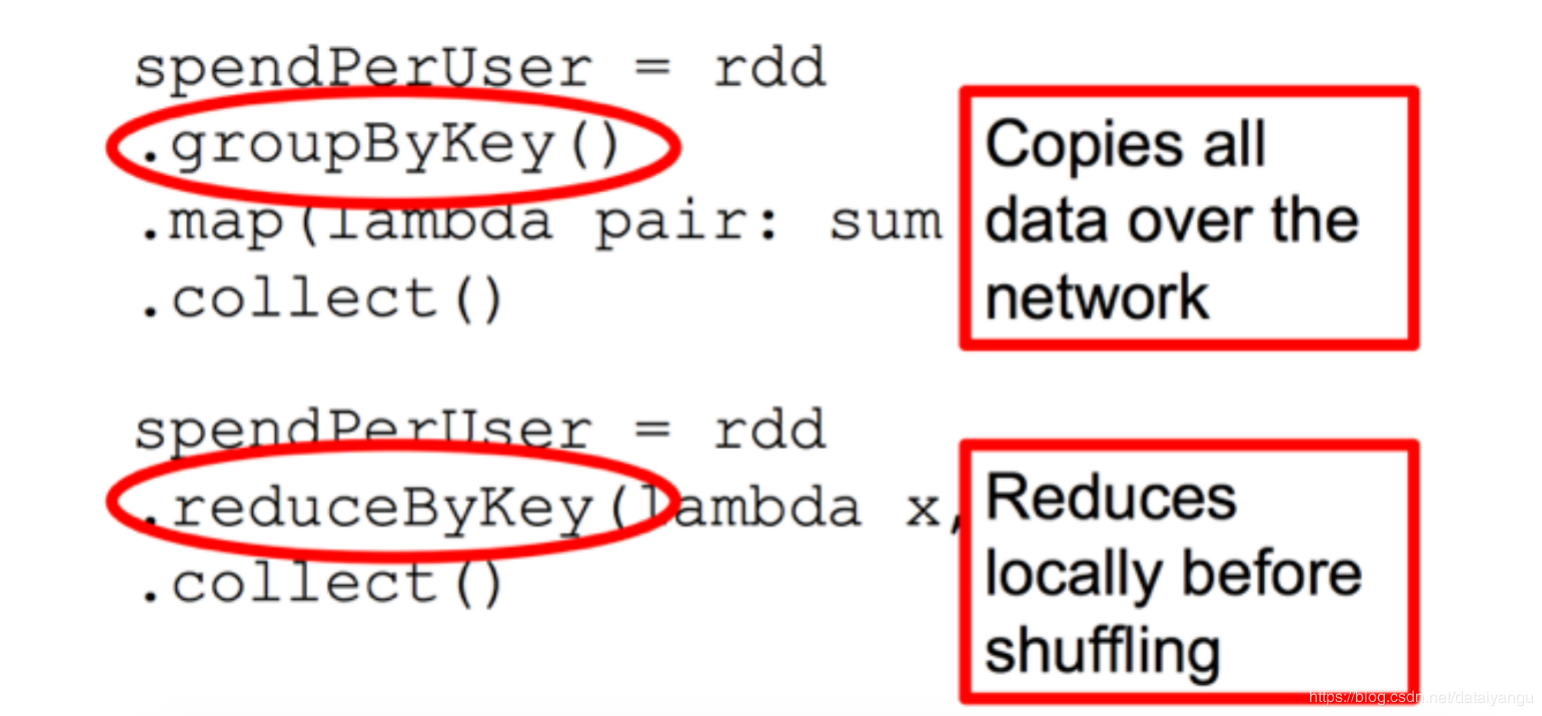 spendPerUser = rdd
.groupByKey()
.map(lambda pair: sum
.collect()
Copies all
data over the
network
spendPerUser = rdd
.reduceByKey(lambda x,
.collect()
Reduces
locally before
shuffling
https://blog.csdn.net/dataiyangu